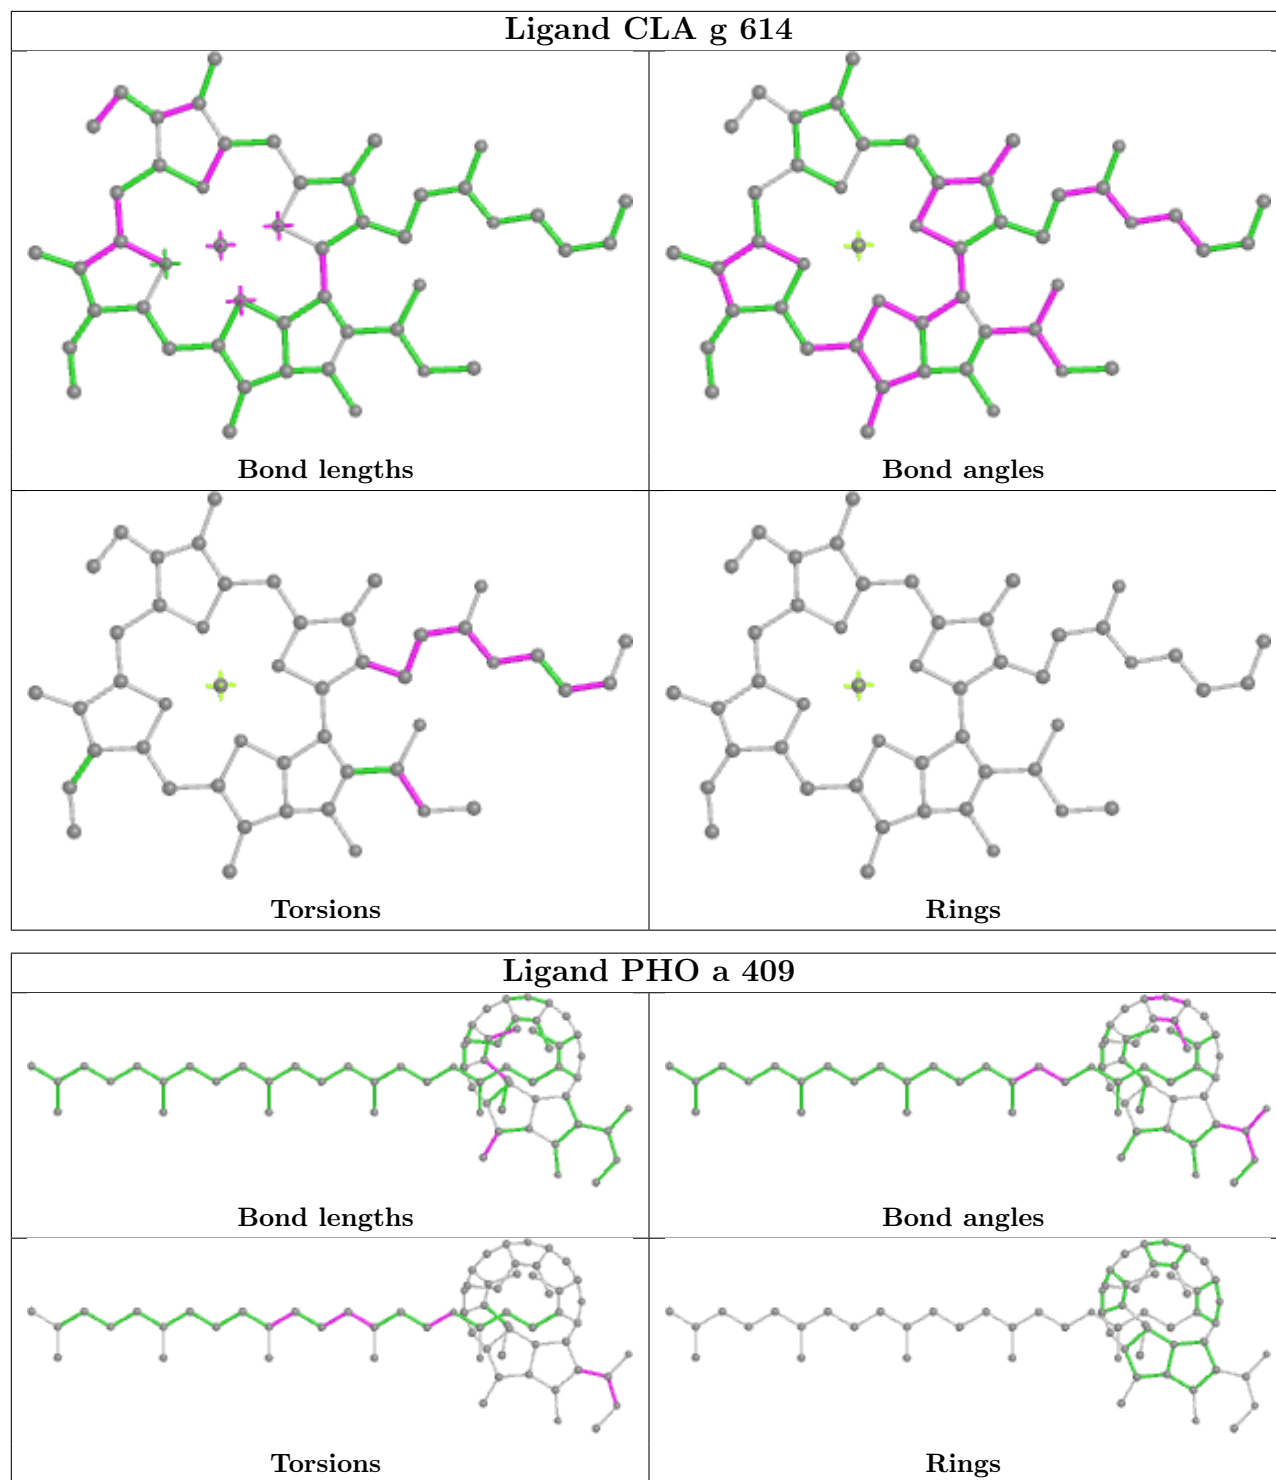 Ligand CLA g 614
Bond lengths
Bond angles
Torsions
Rings
Ligand PHO a 409
Bond lengths
Bond angles
Torsions
Rings